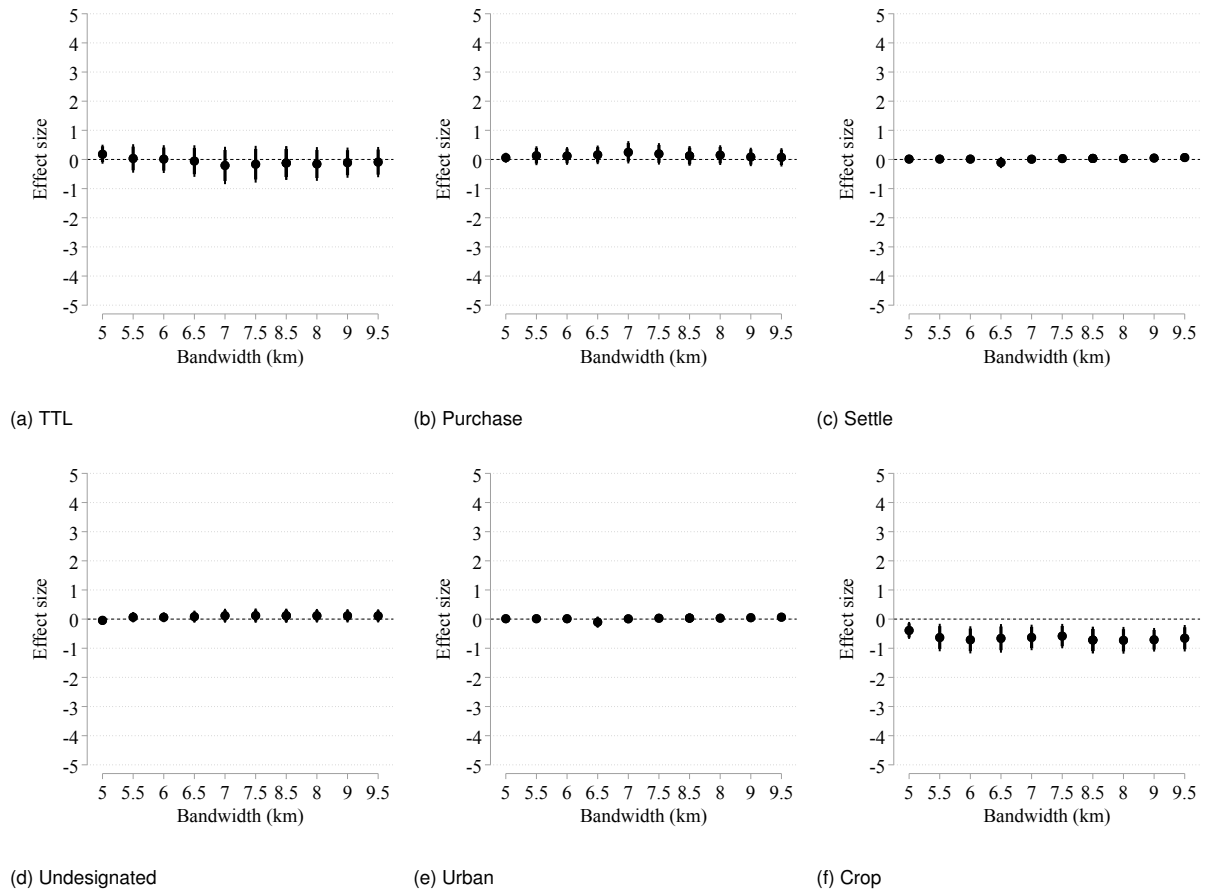 5
4
3
2
1
0
-1
-2
-3
-4
-5
Effect size
5 5.5 6 6.5 7 7.5 8.5 8 9 9.5
Bandwidth (km)
(a) TTL
5
4
3
2
1
0
-1
-2
-3
-4
-5
Effect size
5 5.5 6 6.5 7 7.5 8.5 8 9 9.5
Bandwidth (km)
(b) Purchase
5
4
3
2
1
0
-1
-2
-3
-4
-5
Effect size
5 5.5 6 6.5 7 7.5 8.5 8 9 9.5
Bandwidth (km)
(c) Settle
5
4
3
2
1
0
-1
-2
-3
-4
-5
Effect size
5 5.5 6 6.5 7 7.5 8.5 8 9 9.5
Bandwidth (km)
(d) Undesignated
5
4
3
2
1
0
-1
-2
-3
-4
-5
Effect size
5 5.5 6 6.5 7 7.5 8.5 8 9 9.5
Bandwidth (km)
(e) Urban
5
4
3
2
1
0
-1
-2
-3
-4
-5
Effect size
5 5.5 6 6.5 7 7.5 8.5 8 9 9.5
Bandwidth (km)
(f) Crop